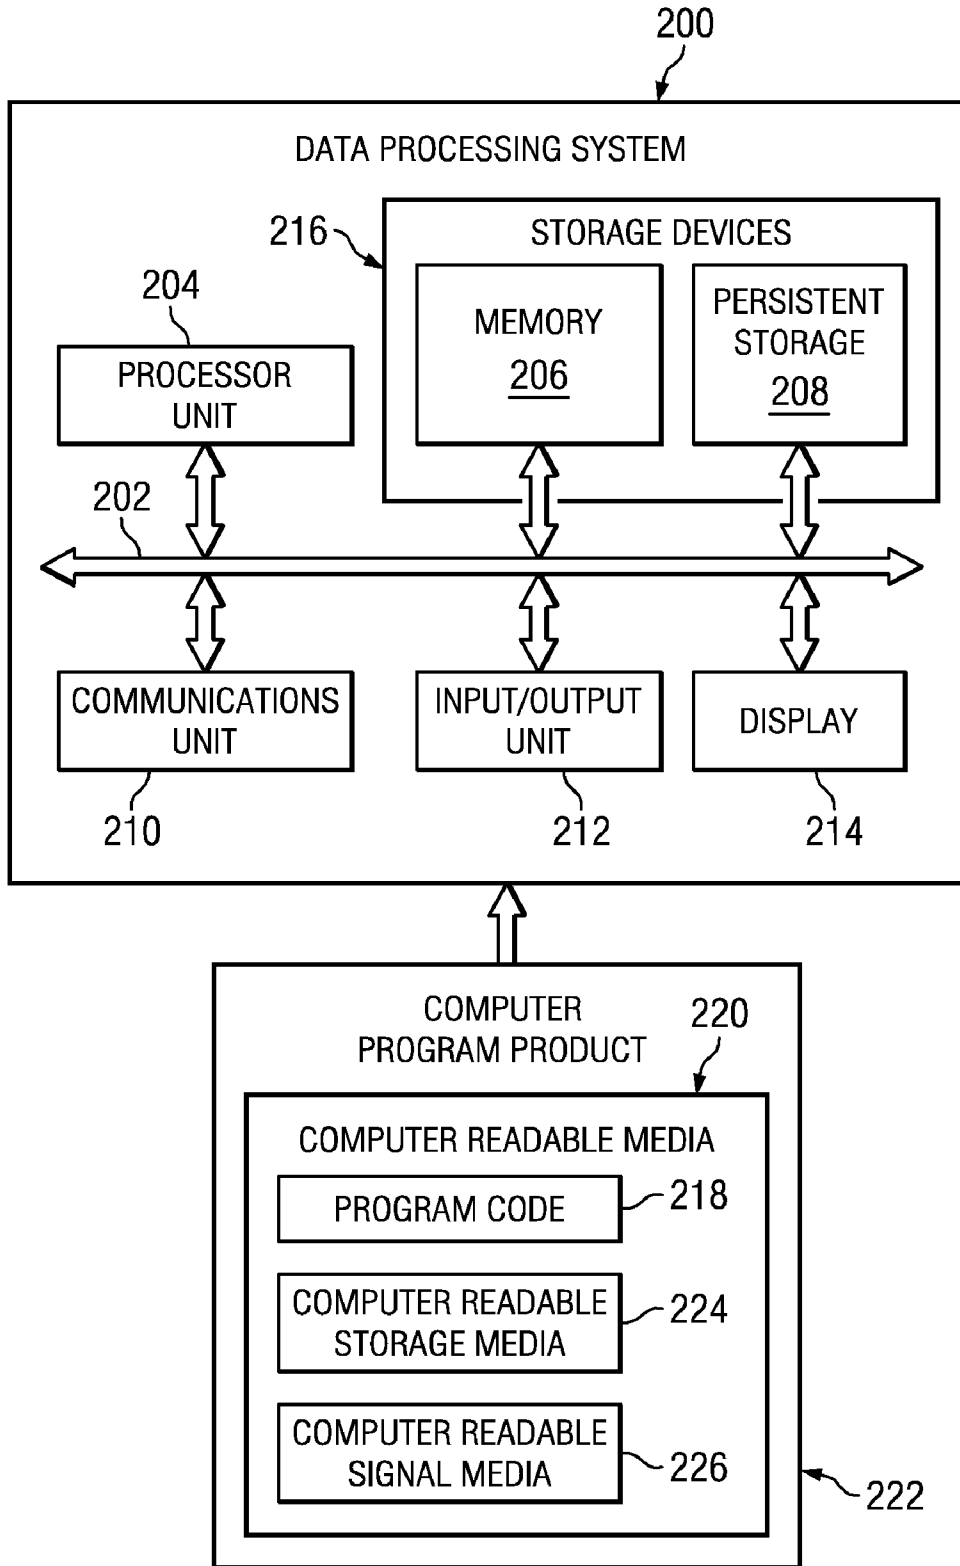 200
DATA PROCESSING SYSTEM
216
STORAGE DEVICES
204
PROCESSOR
UNIT
MEMORY
206
PERSISTENT
STORAGE
208
202
COMMUNICATIONS
UNIT
INPUT/OUTPUT
UNIT
DISPLAY
210
212
214
COMPUTER
PROGRAM PRODUCT
220
COMPUTER READABLE MEDIA
PROGRAM CODE
218
COMPUTER READABLE
STORAGE MEDIA
224
COMPUTER READABLE
SIGNAL MEDIA
226
222